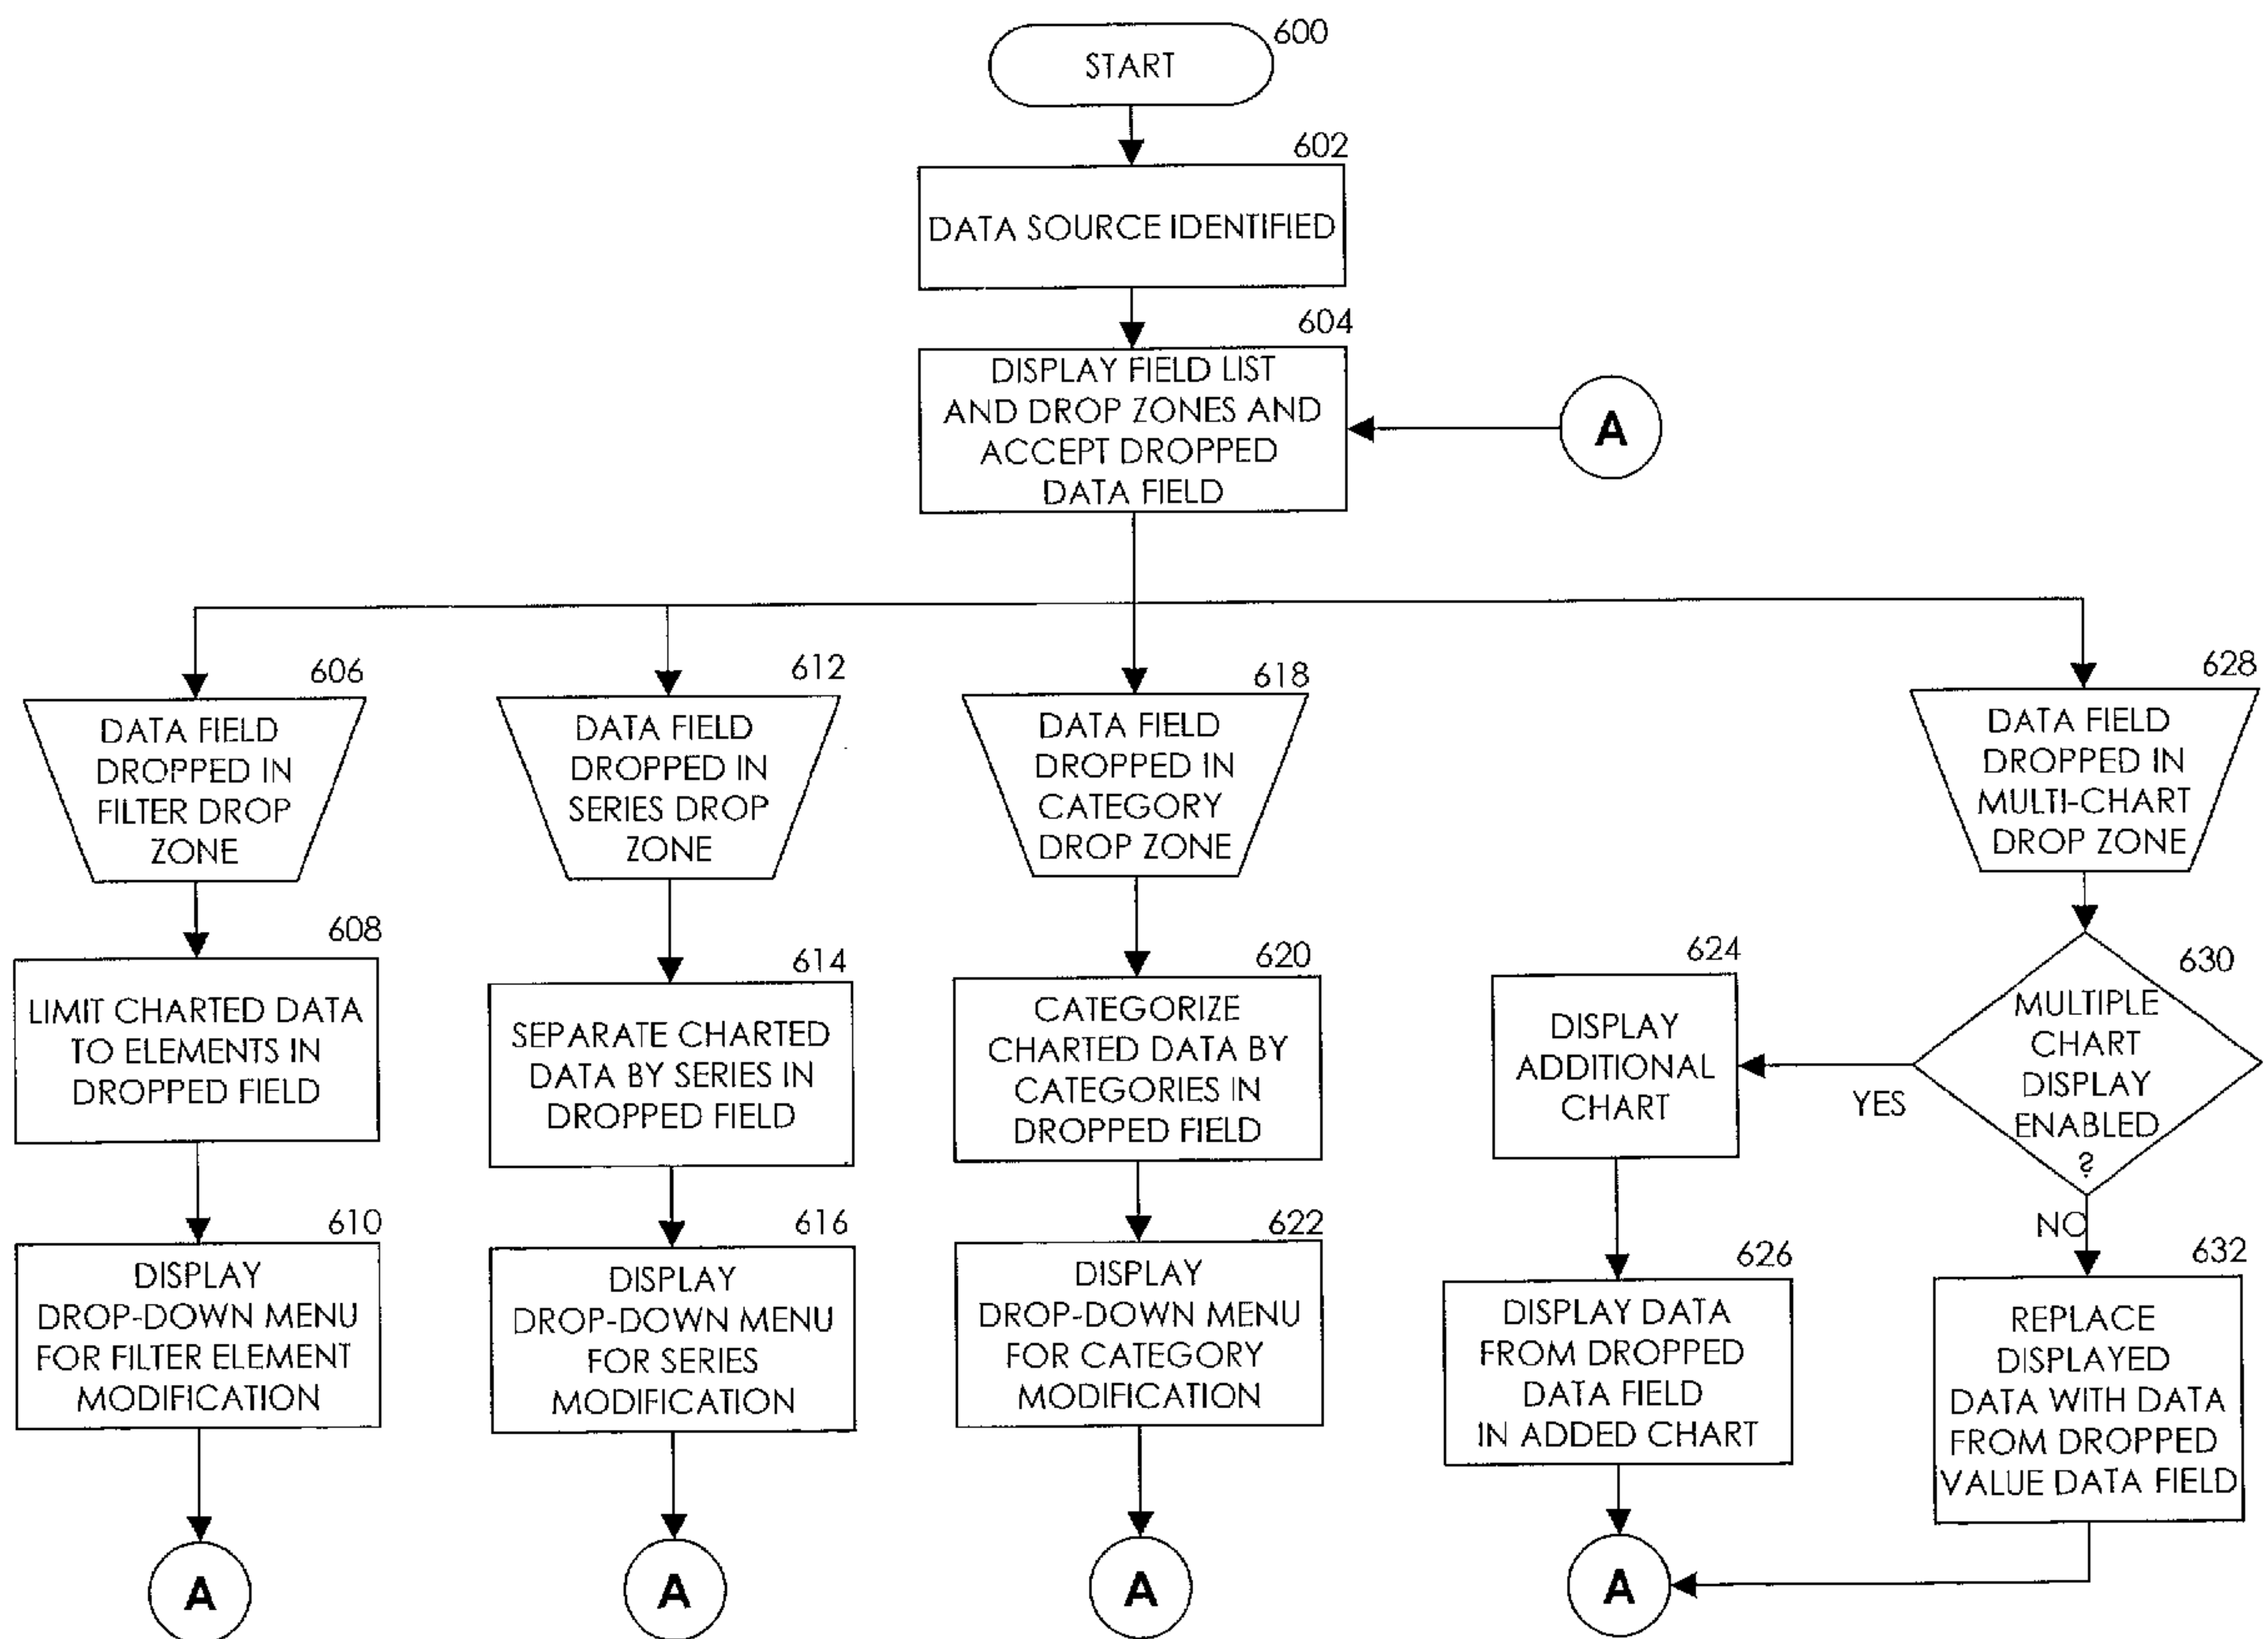 600
START
602
DATA SOURCE IDENTIFIED
604
DISPLAY FIELD LIST
AND DROP ZONES AND
ACCEPT DROPPED
DATA FIELD
A
606
DATA FIELD
DROPPED IN
FILTER DROP
ZONE
612
DATA FIELD
DROPPED IN
SERIES DROP
ZONE
618
DATA FIELD
DROPPED IN
CATEGORY
DROP ZONE
628
DATA FIELD
DROPPED IN
MULTI-CHART
DROP ZONE
608
LIMIT CHARTED DATA
TO ELEMENTS IN
DROPPED FIELD
614
SEPARATE CHARTED
DATA BY SERIES IN
DROPPED FIELD
620
CATEGORIZE
CHARTED DATA BY
CATEGORIES IN
DROPPED FIELD
624
DISPLAY
ADDITIONAL
CHART
630
MULTIPLE
CHART
DISPLAY
ENABLED
?
YES
NO
610
DISPLAY
DROP-DOWN MENU
FOR FILTER ELEMENT
MODIFICATION
616
DISPLAY
DROP-DOWN MENU
FOR SERIES
MODIFICATION
622
DISPLAY
DROP-DOWN MENU
FOR CATEGORY
MODIFICATION
626
DISPLAY DATA
FROM DROPPED
DATA FIELD
IN ADDED CHART
632
REPLACE
DISPLAYED
DATA WITH DATA
FROM DROPPED
VALUE DATA FIELD
A
A
A
A